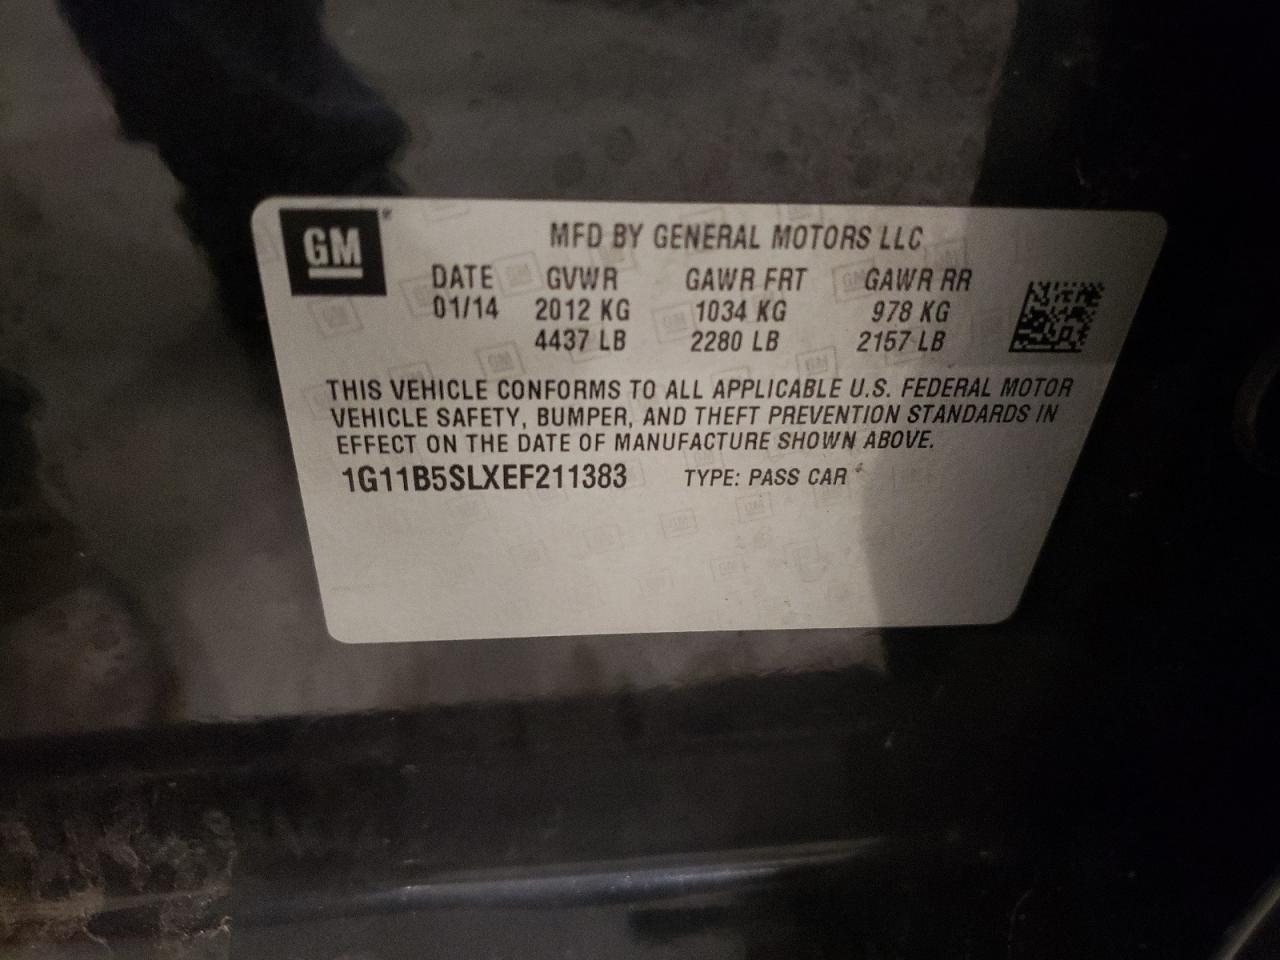 GM
MFD BY GENERAL MOTORS LLC
DATE GVWR GAWR FRT GAWR RR
01/14 2012 KG 1034 KG 978 KG
4437 LB 2280 LB 2157 LB
THIS VEHICLE CONFORMS TO ALL APPLICABLE U.S. FEDERAL MOTOR
VEHICLE SAFETY, BUMPER, AND THEFT PREVENTION STANDARDS IN
EFFECT ON THE DATE OF MANUFACTURE SHOWN ABOVE.
1G11B5SLXEF211383 TYPE: PASS CAR